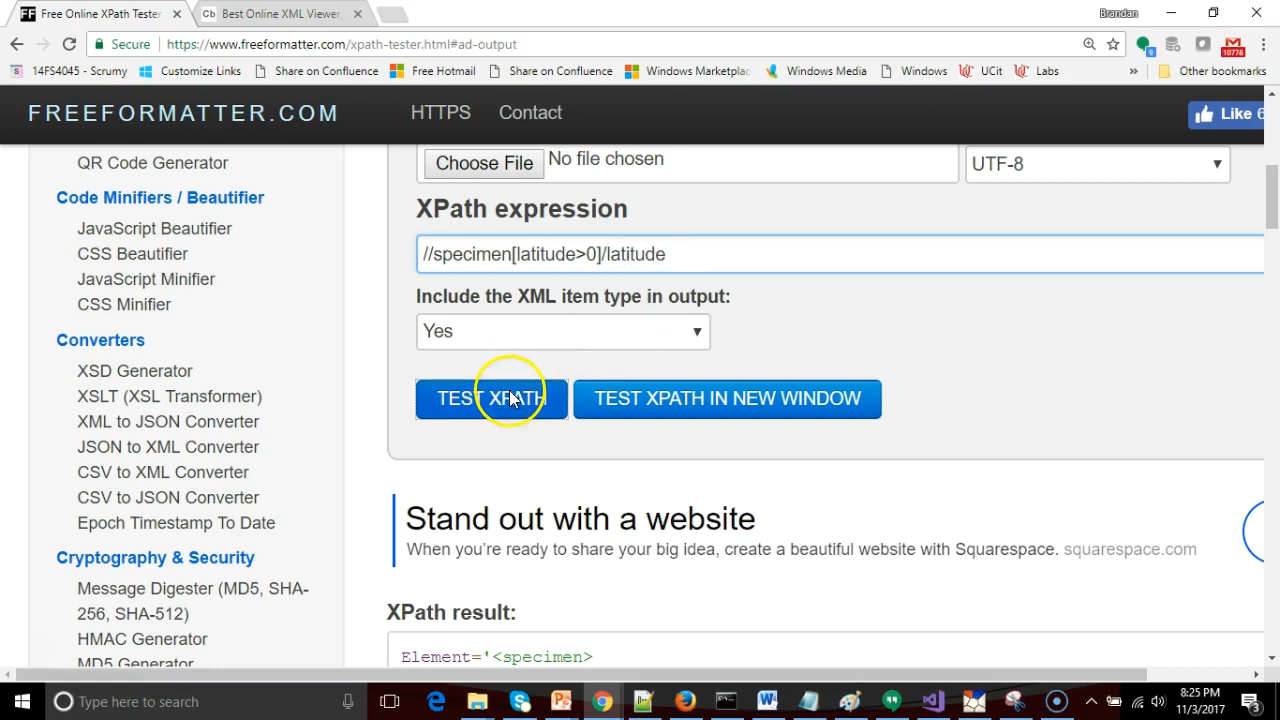 Free Online XPath Tester
Best Online XML Viewer,
Brandan
Secure
https://www.freeformatter.com/xpath-tester.html#ad-output
9
10778
14FS4045 - Scrumy
Customize Links
Share on Confluence
Free Hotmail
Share on Confluence
Windows Marketplac
Windows Media
Windows
UCit
Labs
»
Other bookmarks
FREEFORMATTER.COM
HTTPS
Contact
Like 6
QR Code Generator
Code Minifiers / Beautifier
JavaScript Beautifier
CSS Beautifier
JavaScript Minifier
CSS Minifier
Converters
XSD Generator
XSLT (XSL Transformer)
XML to JSON Converter
JSON to XML Converter
CSV to XML Converter
CSV to JSON Converter
Epoch Timestamp To Date
Cryptography & Security
Message Digester (MD5, SHA-
256, SHA-512)
HMAC Generator
MD5 Generator
Choose File No file chosen
UTF-8
XPath expression
//specimen[latitude>0]/latitude
Include the XML item type in output:
Yes
TEST XPATH
TEST XPATH IN NEW WINDOW
Stand out with a website
When you’re ready to share your big idea, create a beautiful website with Squarespace. squarespace.com
XPath result:
Element='<specimen>
Type here to search
8:25 PM
11/3/2017
3